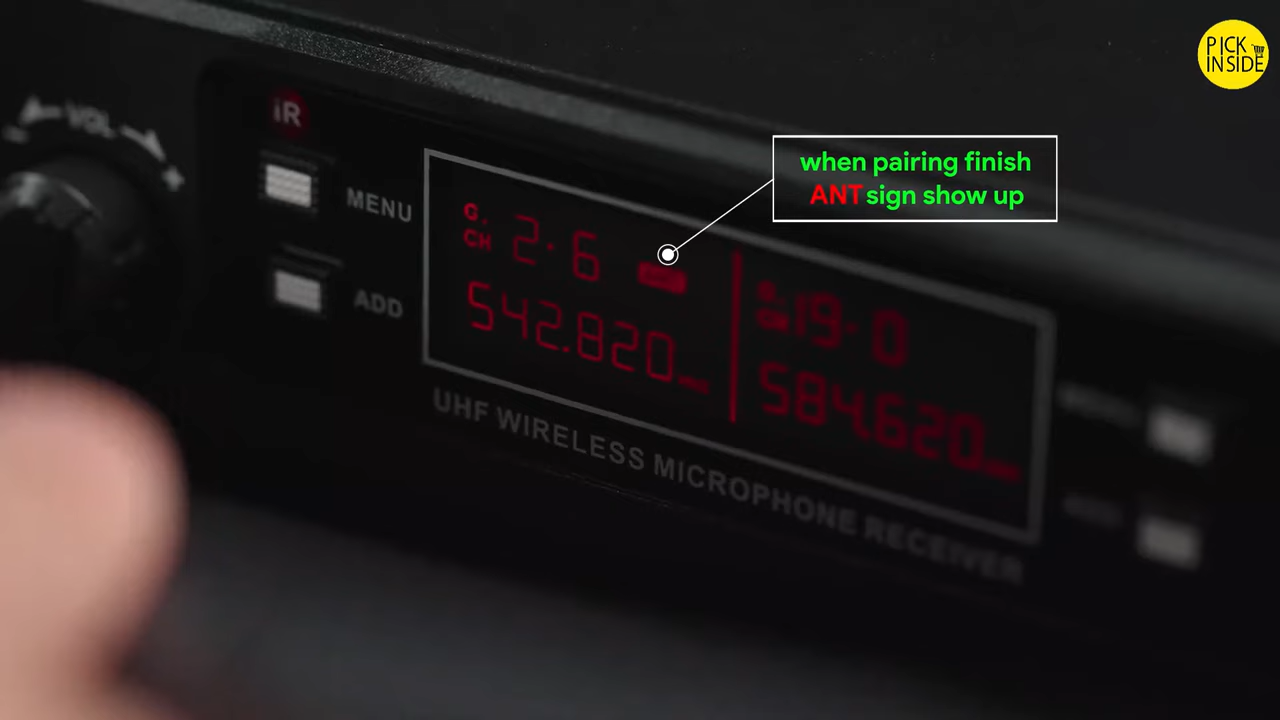 PICK
INSIDE
when pairing finish
ANT sign show up
- VOL +
iR
MENU
ADD
G.
CH
2.6
542.820
19.0
584.620
UHF WIRELESS MICROPHONE RECEIVER